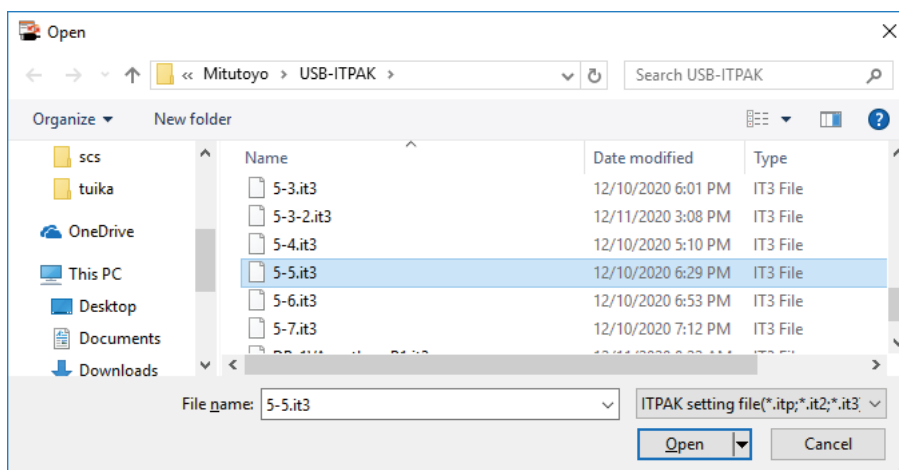 Open
« Mitutoyo > USB-ITPAK >
Search USB-ITPAK
Organize
New folder
?
scs
tuika
OneDrive
This PC
Desktop
Documents
Downloads
Name Date modified Type
5-3.it3 12/10/2020 6:01 PM IT3 File
5-3-2.it3 12/11/2020 3:08 PM IT3 File
5-4.it3 12/10/2020 5:10 PM IT3 File
5-5.it3 12/10/2020 6:29 PM IT3 File
5-6.it3 12/10/2020 6:53 PM IT3 File
5-7.it3 12/10/2020 7:12 PM IT3 File
File name: 5-5.it3
ITPAK setting file(*.itp;*.it2;*.it3
Open
Cancel